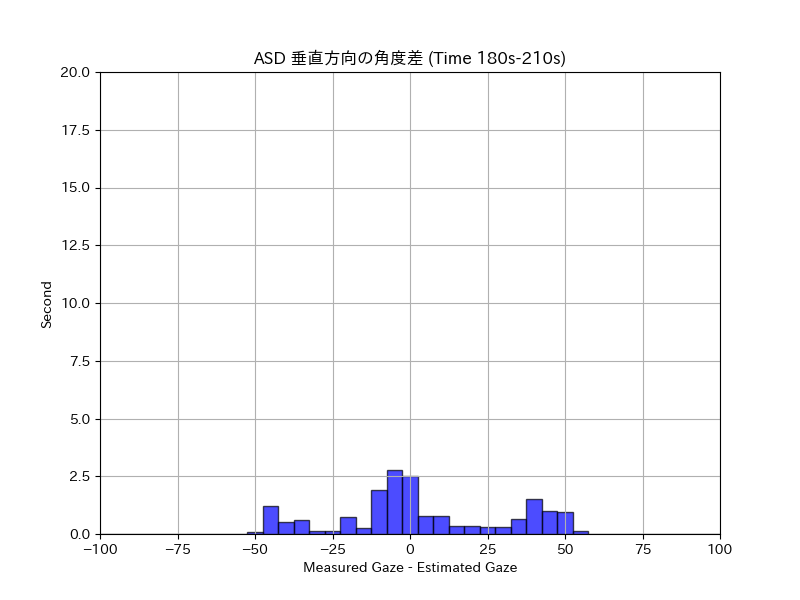 ASD 垂直方向の角度差 (Time 180s-210s)
20.0
17.5
15.0
12.5
10.0
7.5
5.0
2.5
0.0
Second
−100 −75 −50 −25 0 25 50 75 100
Measured Gaze - Estimated Gaze